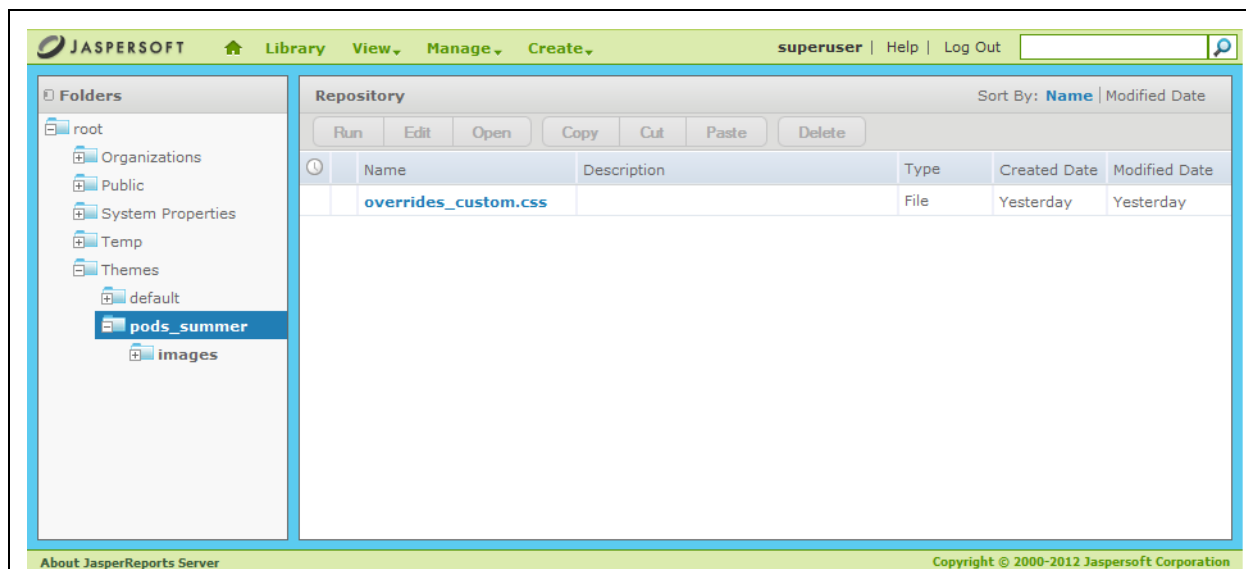 JASPERSOFT Library View Manage Create superuser | Help | Log Out
Folders
root
Organizations
Public
System Properties
Temp
Themes
default
pods_summer
images
Repository Sort By: Name | Modified Date
Run Edit Open Copy Cut Paste Delete
Name Description Type Created Date Modified Date
overrides_custom.css File Yesterday Yesterday
About JasperReports Server Copyright © 2000-2012 Jaspersoft Corporation